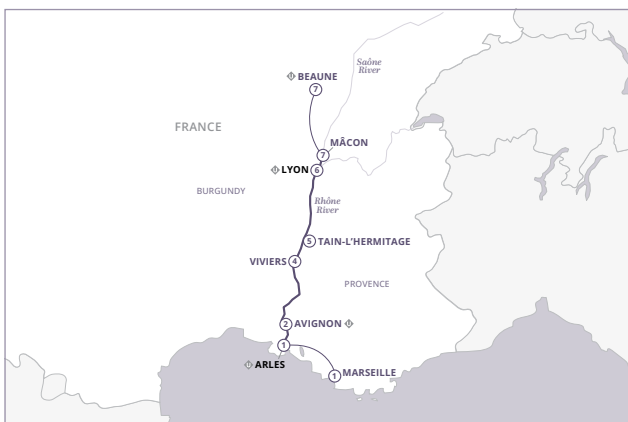 BEAUNE
7
Saône
River
FRANCE
MÂCON
7
LYON
6
BURGUNDY
Rhône
River
5
TAIN-L'HERMITAGE
VIVIERS
4
PROVENCE
2
AVIGNON
1
ARLES
1
MARSEILLE